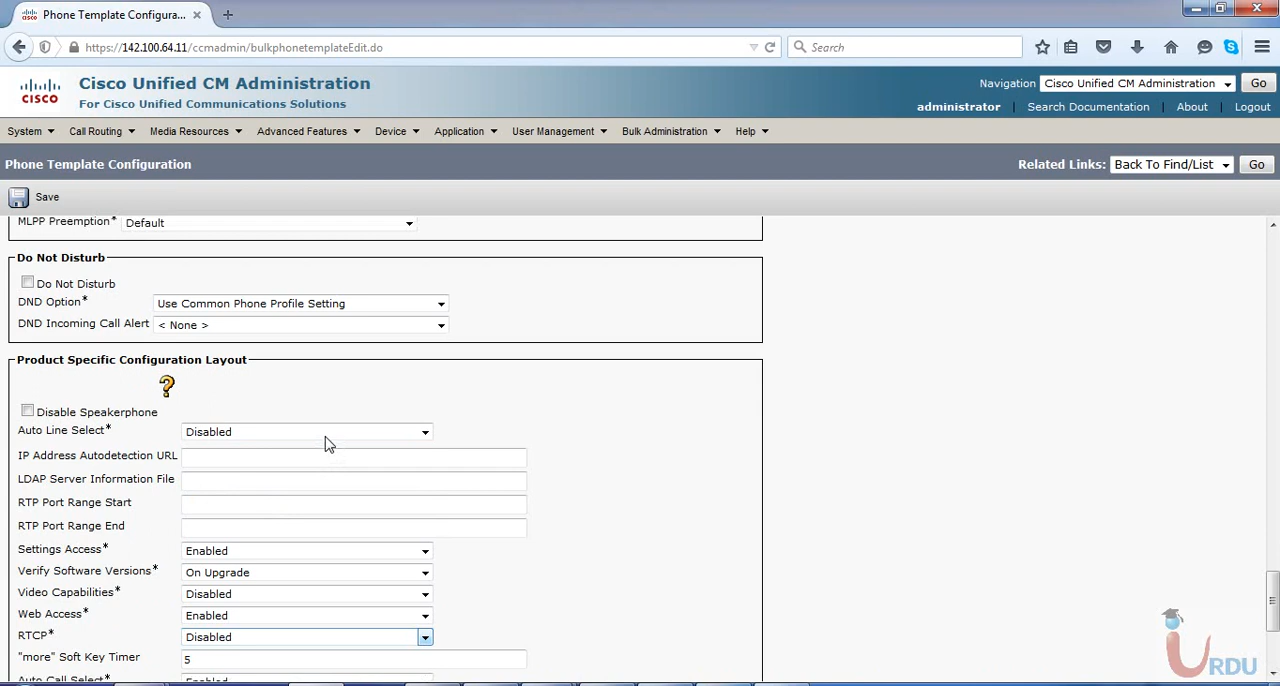 Phone Template Configura...
https://142.100.64.11/ccmadmin/bulkphonetemplateEdit.do
Search
CISCO
Cisco Unified CM Administration
For Cisco Unified Communications Solutions
Navigation Cisco Unified CM Administration Go
administrator | Search Documentation | About | Logout
System Call Routing Media Resources Advanced Features Device Application User Management Bulk Administration Help
Phone Template Configuration
Related Links: Back To Find/List Go
Save
MLPP Preemption* Default
Do Not Disturb
Do Not Disturb
DND Option* Use Common Phone Profile Setting
DND Incoming Call Alert < None >
Product Specific Configuration Layout
?
Disable Speakerphone
Auto Line Select* Disabled
IP Address Autodetection URL
LDAP Server Information File
RTP Port Range Start
RTP Port Range End
Settings Access* Enabled
Verify Software Versions* On Upgrade
Video Capabilities* Disabled
Web Access* Enabled
RTCP* Disabled
"more" Soft Key Timer 5
Auto Call Select* Enabled
URDU